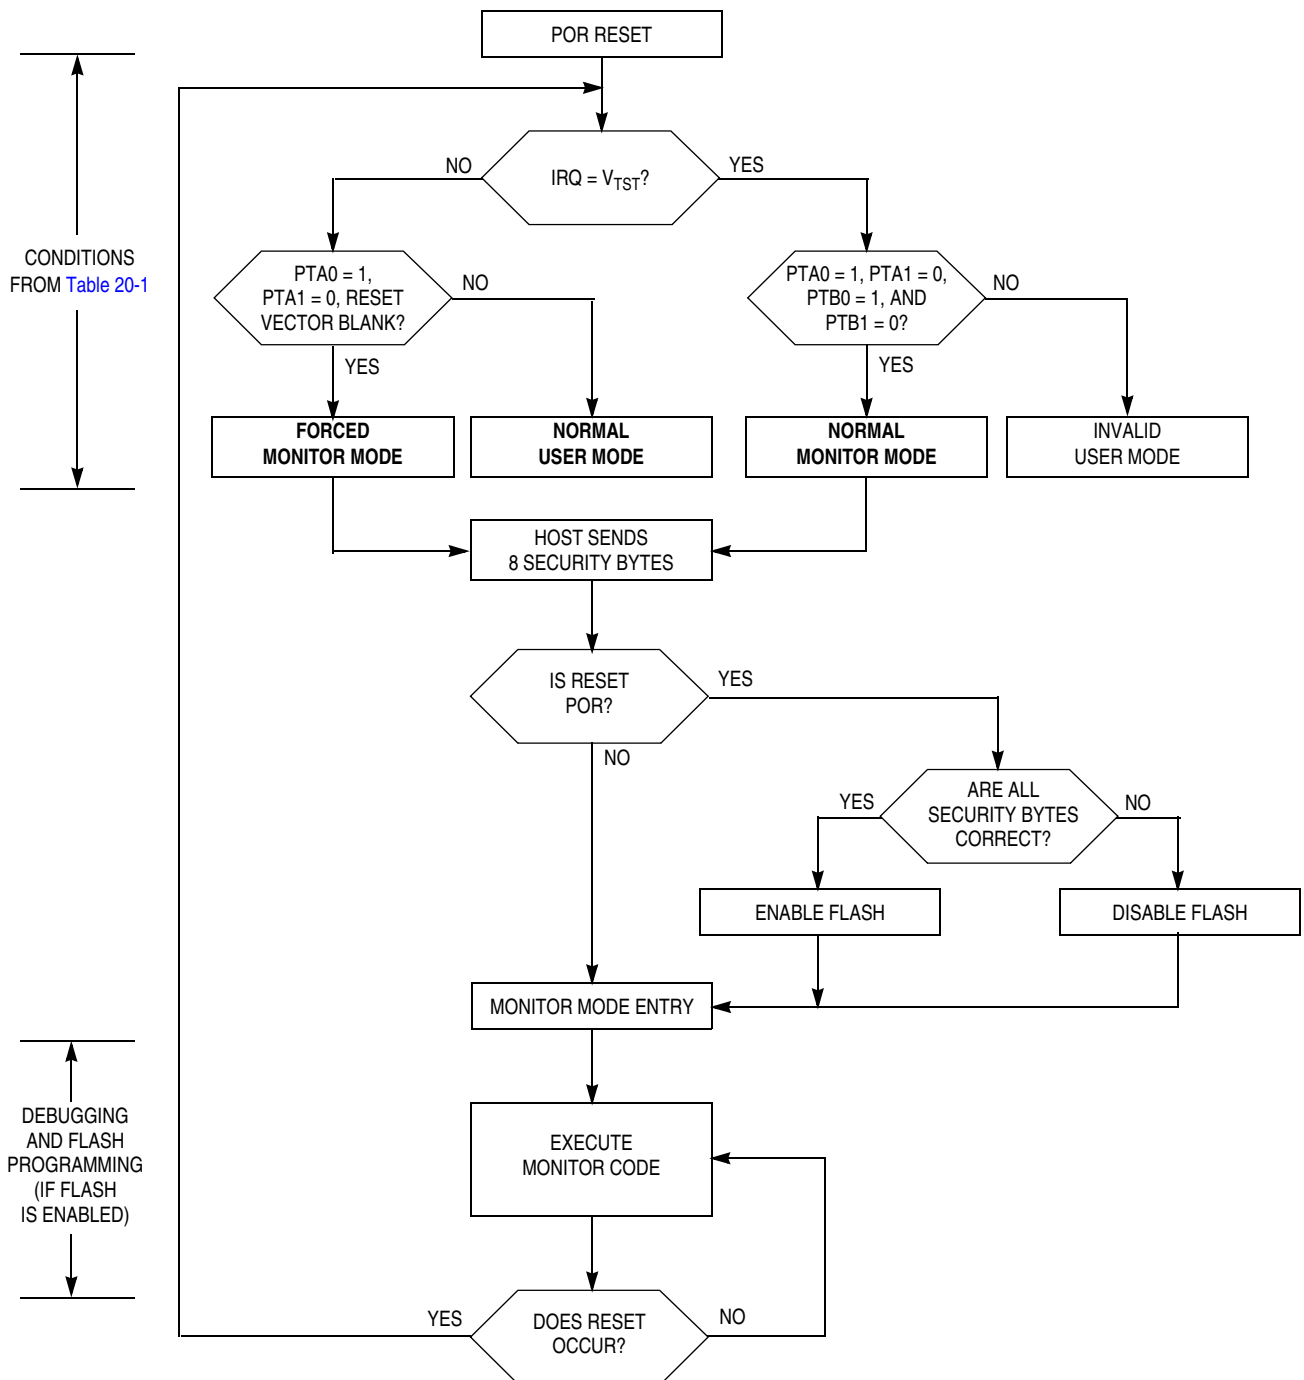 POR RESET
NO
IRQ = VTST?
YES
CONDITIONS
FROM Table 20-1
PTA0 = 1,
PTA1 = 0, RESET
VECTOR BLANK?
NO
YES
PTA0 = 1, PTA1 = 0,
PTB0 = 1, AND
PTB1 = 0?
NO
YES
FORCED
MONITOR MODE
NORMAL
USER MODE
NORMAL
MONITOR MODE
INVALID
USER MODE
HOST SENDS
8 SECURITY BYTES
IS RESET
POR?
YES
NO
ARE ALL
SECURITY BYTES
CORRECT?
YES
NO
ENABLE FLASH
DISABLE FLASH
MONITOR MODE ENTRY
DEBUGGING
AND FLASH
PROGRAMMING
(IF FLASH
IS ENABLED)
EXECUTE
MONITOR CODE
YES
DOES RESET
OCCUR?
NO